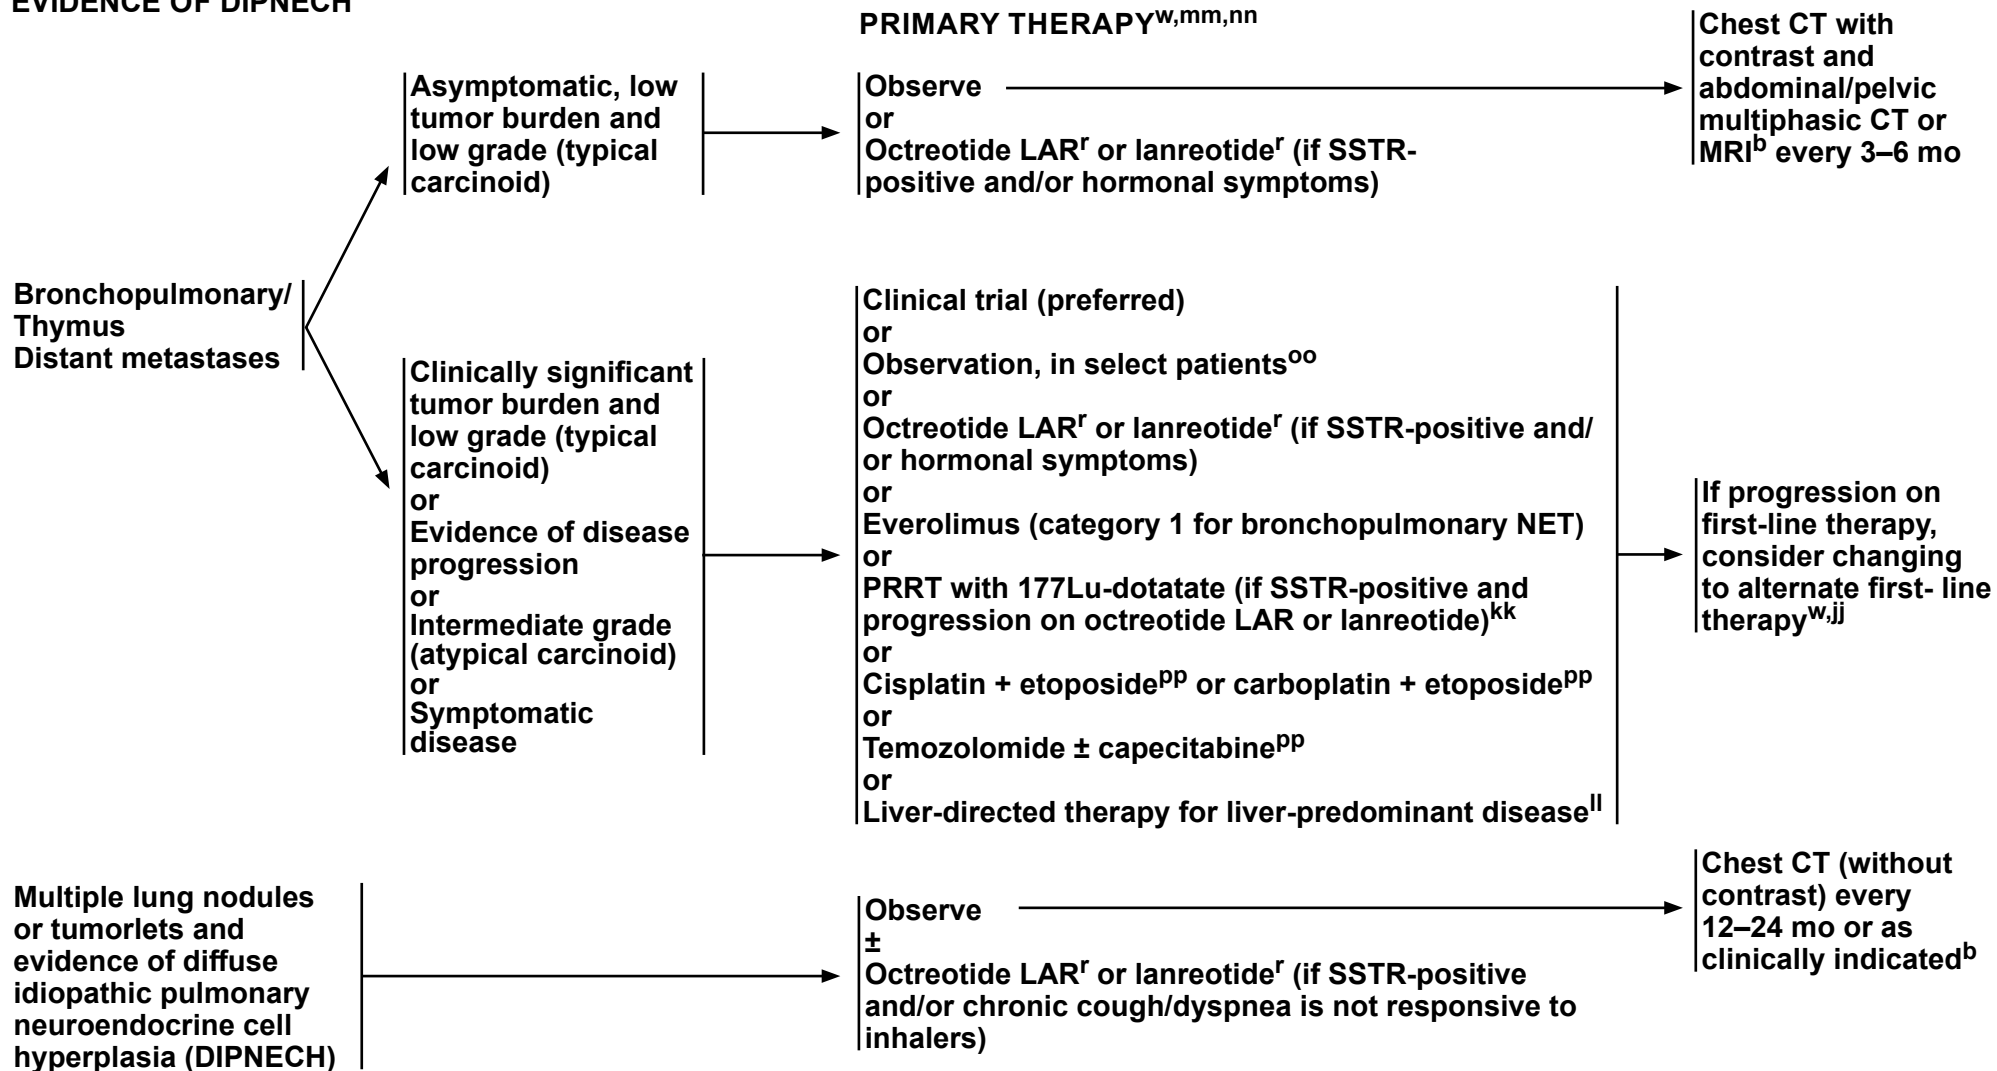 EVIDENCE OF DIPNECH
PRIMARY THERAPYw,mm,nn
Asymptomatic, low
tumor burden and
low grade (typical
carcinoid)
Observe
or
Octreotide LARr or lanreotider (if SSTR-
positive and/or hormonal symptoms)
Chest CT with
contrast and
abdominal/pelvic
multiphasic CT or
MRIb every 3–6 mo
Bronchopulmonary/
Thymus
Distant metastases
Clinically significant
tumor burden and
low grade (typical
carcinoid)
or
Evidence of disease
progression
or
Intermediate grade
(atypical carcinoid)
or
Symptomatic
disease
Clinical trial (preferred)
or
Observation, in select patientsoo
or
Octreotide LARr or lanreotider (if SSTR-positive and/
or hormonal symptoms)
or
Everolimus (category 1 for bronchopulmonary NET)
or
PRRT with 177Lu-dotatate (if SSTR-positive and
progression on octreotide LAR or lanreotide)kk
or
Cisplatin + etoposidepp or carboplatin + etoposidepp
or
Temozolomide ± capecitabinepp
or
Liver-directed therapy for liver-predominant diseasell
If progression on
first-line therapy,
consider changing
to alternate first- line
therapyw,jj
Multiple lung nodules
or tumorlets and
evidence of diffuse
idiopathic pulmonary
neuroendocrine cell
hyperplasia (DIPNECH)
Observe
±
Octreotide LARr or lanreotider (if SSTR-positive
and/or chronic cough/dyspnea is not responsive to
inhalers)
Chest CT (without
contrast) every
12–24 mo or as
clinically indicatedb